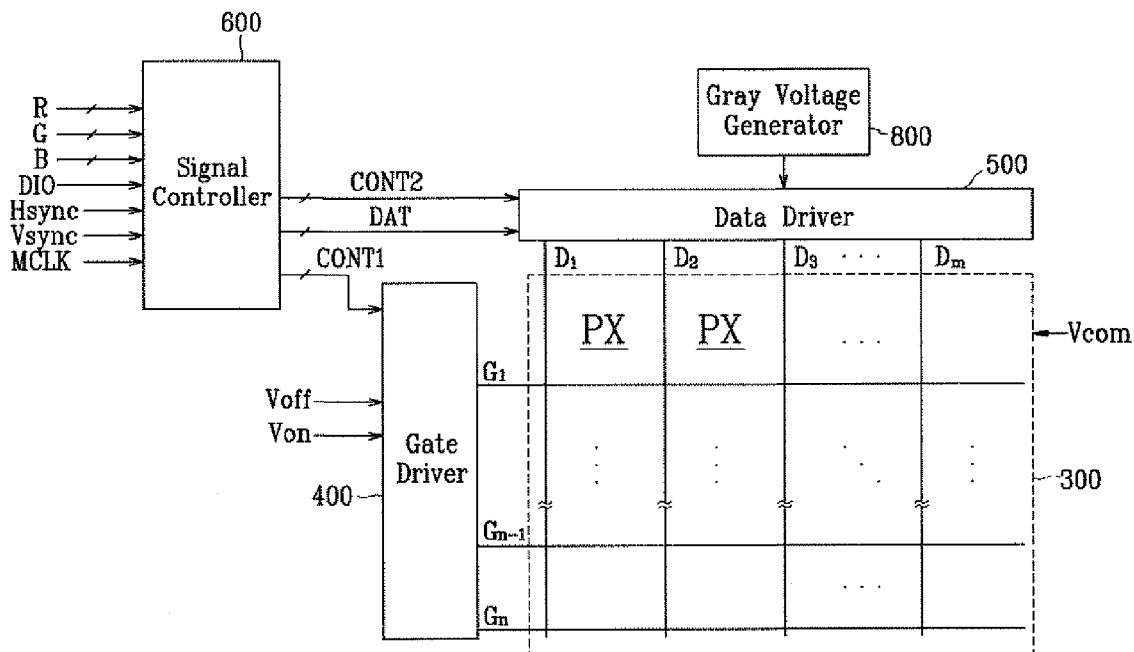 600
R
G
B
DIO
Hsync
Vsync
MCLK
Signal
Controller
Gray Voltage
Generator
800
CONT2
DAT
CONT1
500
Data Driver
D1
D2
D3
. . .
Dm
PX
PX
. . .
Vcom
G1
Voff
Von
Gate
Driver
400
300
Gn-1
. . .
Gn